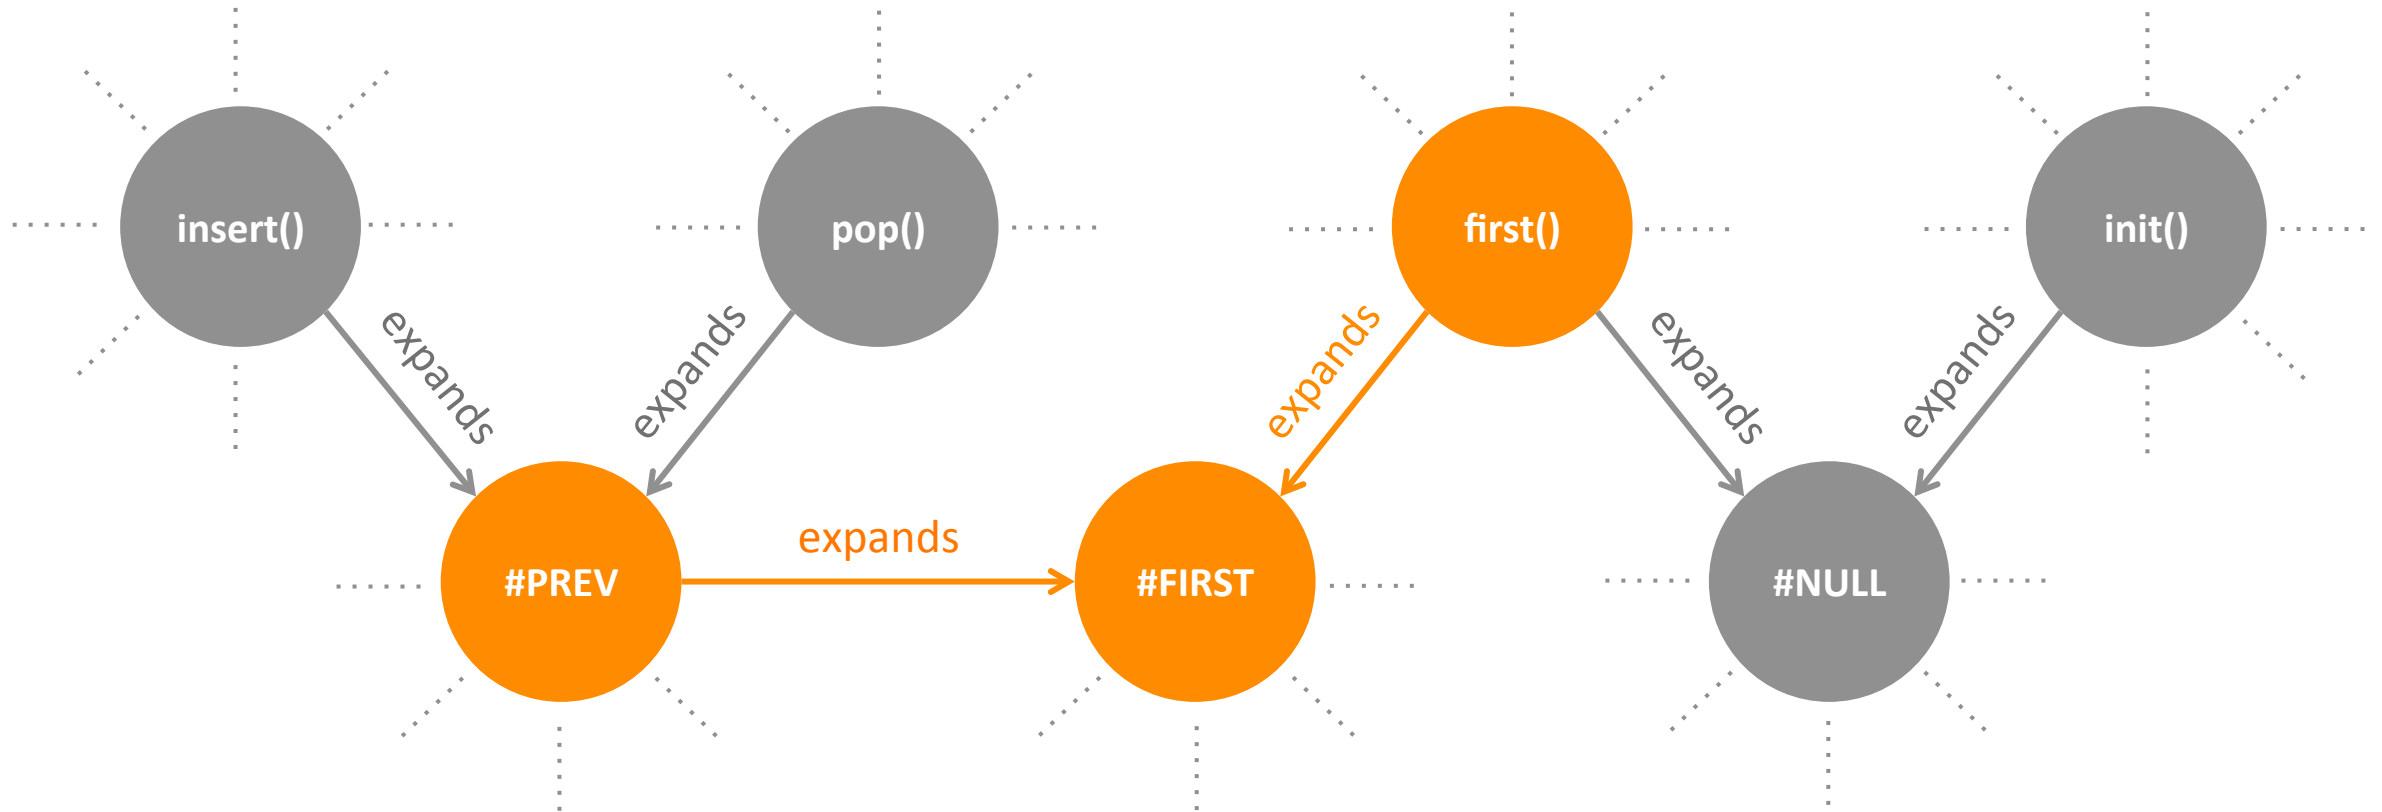 insert()
pop()
first()
init()
expands
expands
expands
expands
expands
expands
#PREV
#FIRST
#NULL